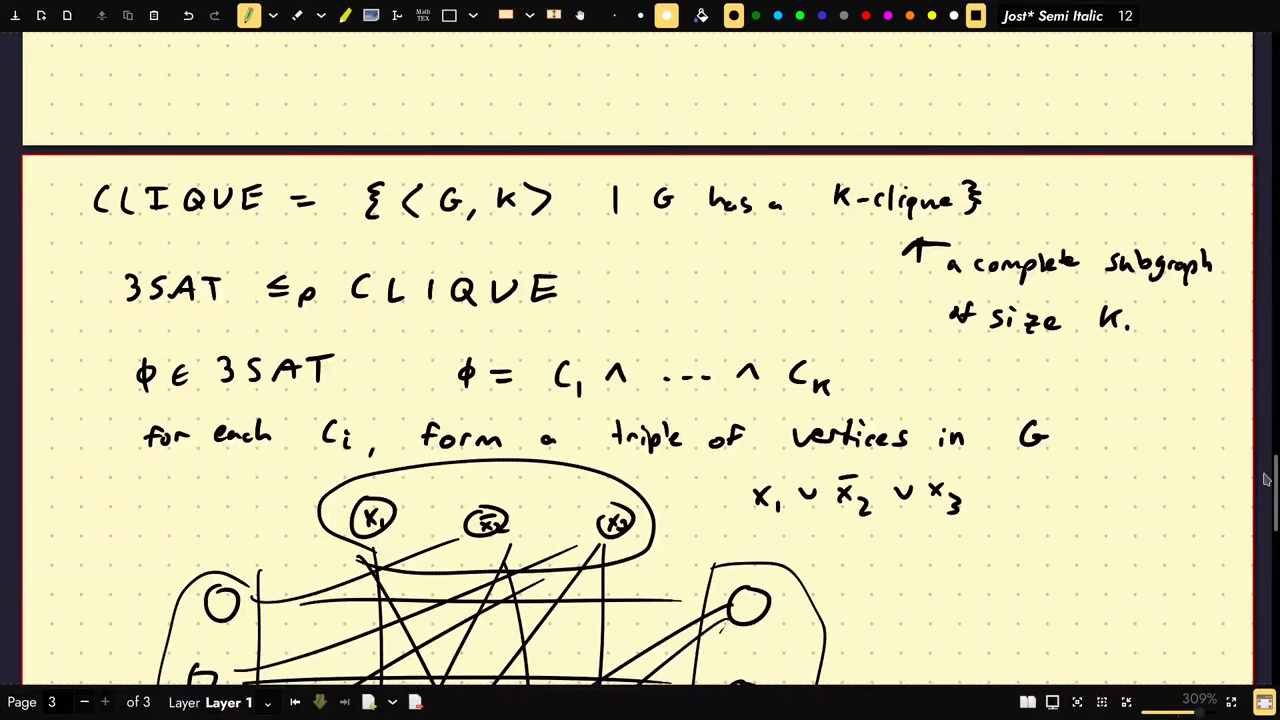 Math TEX Jost* Semi Italic 12
CLIQUE = {<G, K> | G has a K-clique}
a complete subgraph
of size K.
3SAT ≤p CLIQUE
ϕ ∈ 3SAT ϕ = C₁ ∧ ... ∧ Cₖ
for each Cᵢ, form a triple of vertices in G
x₁ ∨ x̄₂ ∨ x₃
x₁ x̄₂ x₃
Page 3 of 3 Layer Layer 1 309%